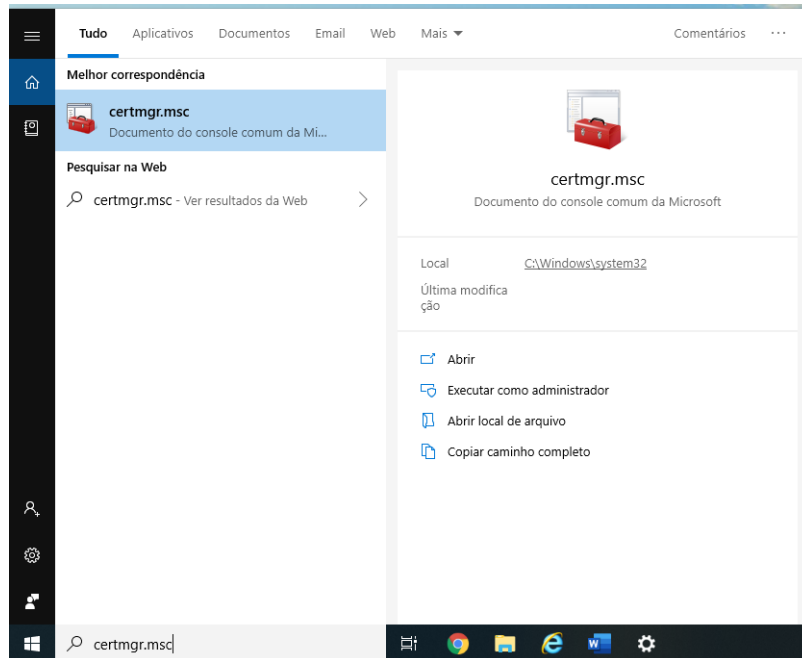 Tudo Aplicativos Documentos Email Web Mais Comentários ...
Melhor correspondência
certmgr.msc
Documento do console comum da Mi...
Pesquisar na Web
certmgr.msc - Ver resultados da Web
certmgr.msc
Documento do console comum da Microsoft
Local C:\Windows\system32
Última modifica
ção
Abrir
Executar como administrador
Abrir local de arquivo
Copiar caminho completo
certmgr.msc